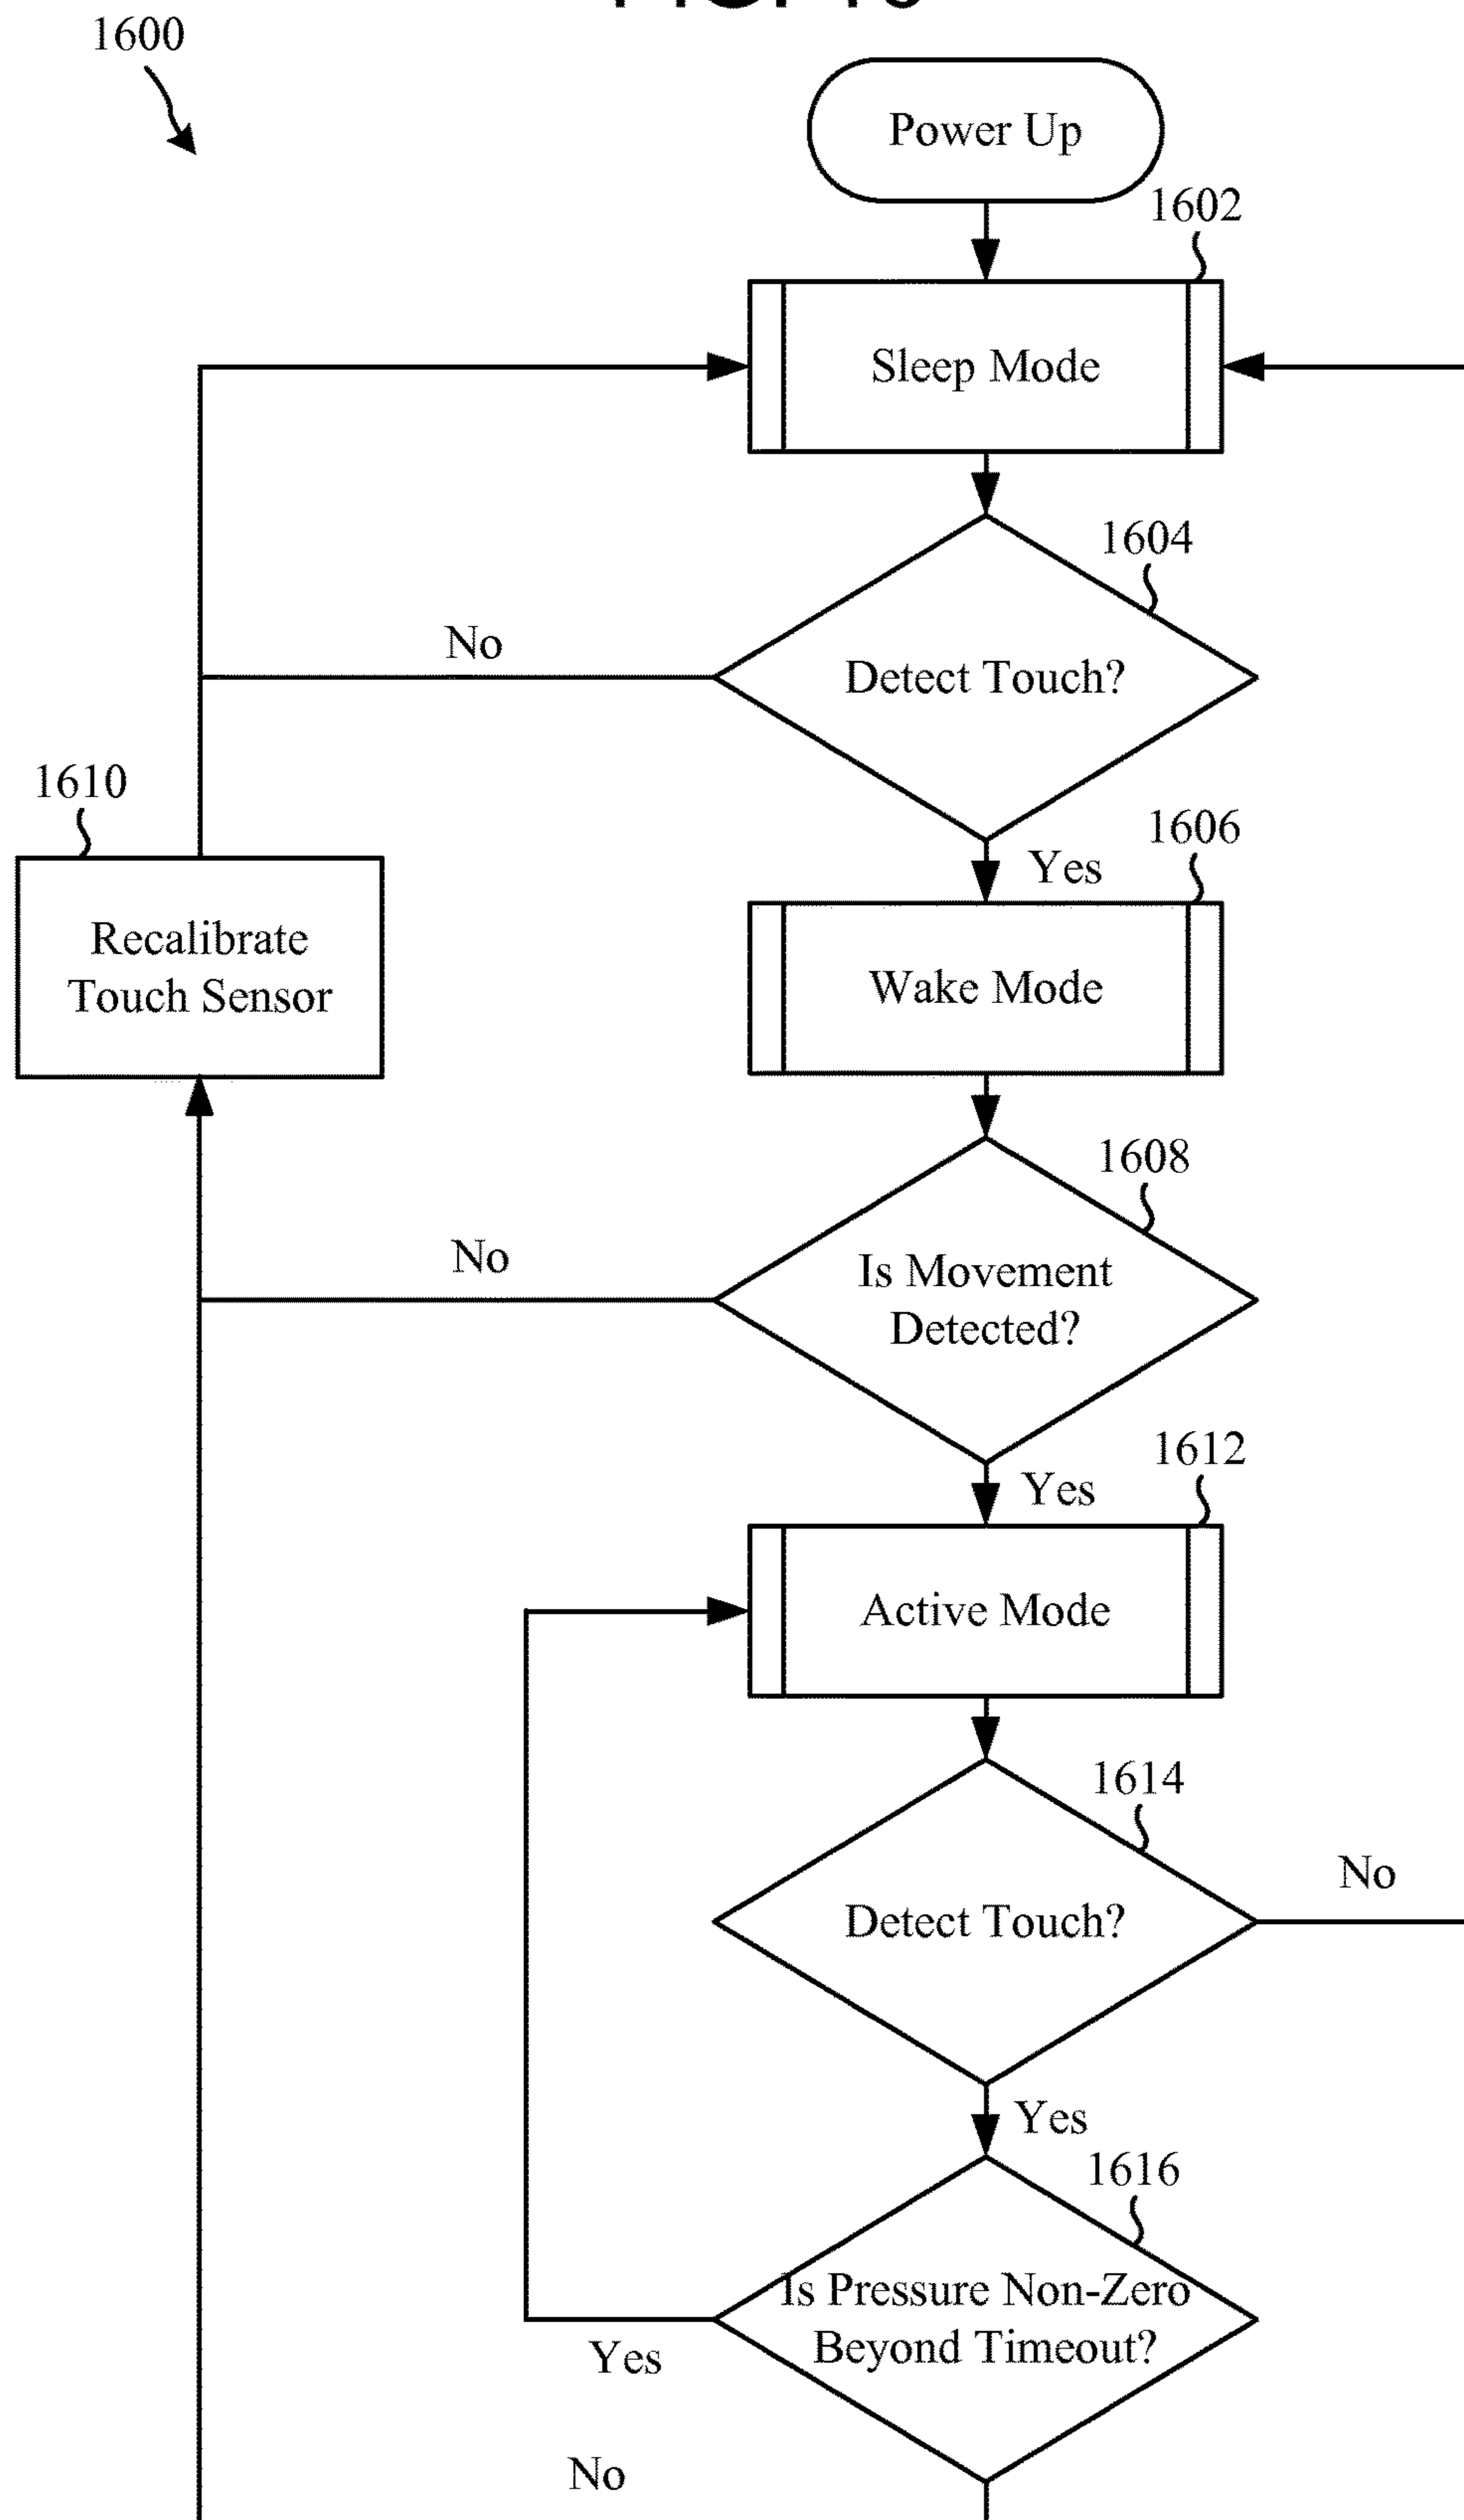 1600
Power Up
1602
Sleep Mode
1604
No
Detect Touch?
1610
1606
Yes
Recalibrate
Touch Sensor
Wake Mode
1608
No
Is Movement
Detected?
1612
Yes
Active Mode
1614
No
Detect Touch?
Yes
1616
Is Pressure Non-Zero
Beyond Timeout?
Yes
No